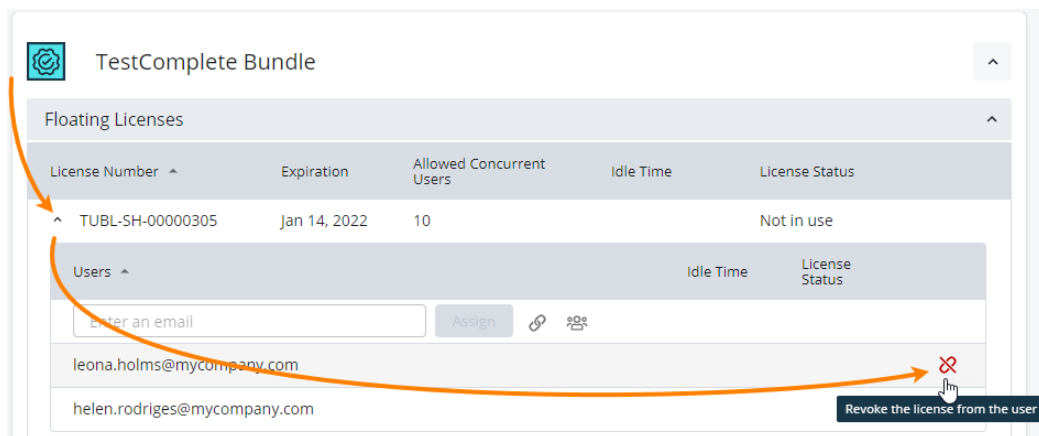 TestComplete Bundle
Floating Licenses
License Number Expiration Allowed Concurrent Users Idle Time License Status
TUBL-SH-00000305 Jan 14, 2022 10 Not in use
Users Idle Time License Status
Enter an email Assign
leona.holms@mycompany.com
helen.rodriges@mycompany.com
Revoke the license from the user